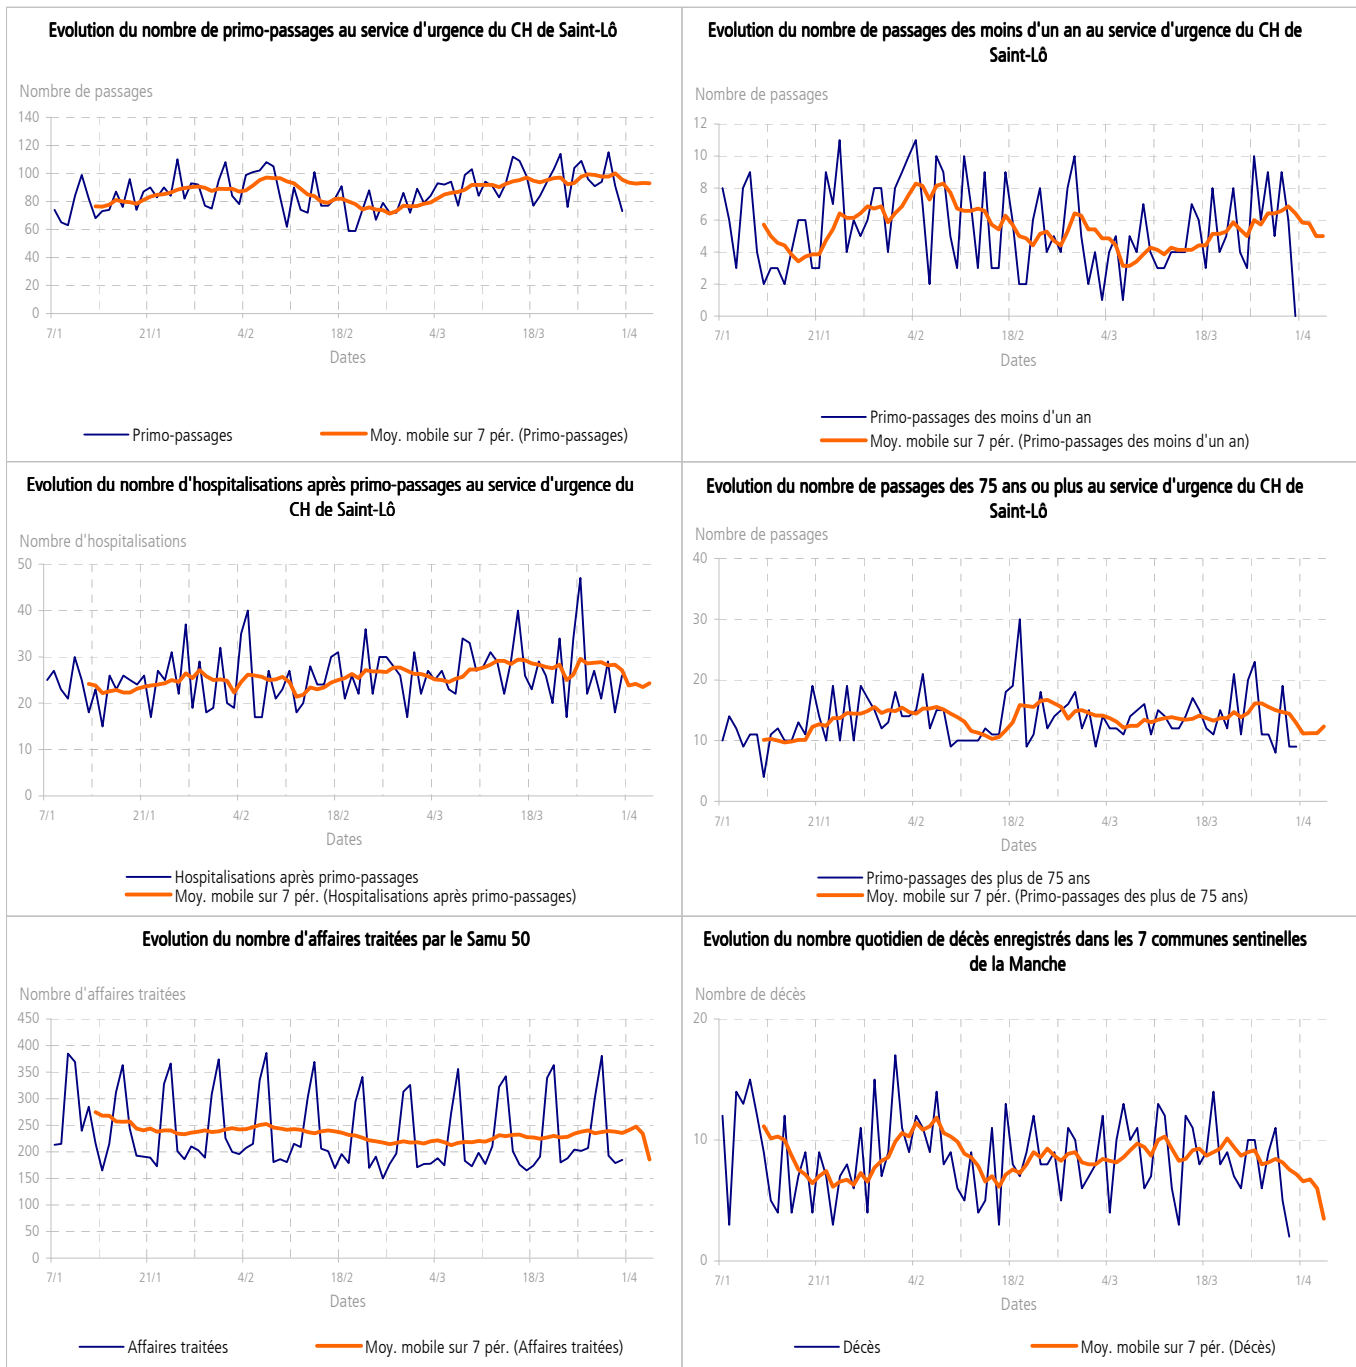 Evolution du nombre de primo-passages au service d'urgence du CH de Saint-Lô
Nombre de passages
140
120
100
80
60
40
20
0
7/1 21/1 4/2 18/2 4/3 18/3 1/4
Dates
Primo-passages Moy. mobile sur 7 pér. (Primo-passages)
Evolution du nombre de passages des moins d'un an au service d'urgence du CH de
Saint-Lô
Nombre de passages
12
10
8
6
4
2
0
7/1 21/1 4/2 18/2 4/3 18/3 1/4
Dates
Primo-passages des moins d'un an
Moy. mobile sur 7 pér. (Primo-passages des moins d'un an)
Evolution du nombre d'hospitalisations après primo-passages au service d'urgence du
CH de Saint-Lô
Nombre d'hospitalisations
50
40
30
20
10
0
7/1 21/1 4/2 18/2 4/3 18/3 1/4
Dates
Hospitalisations après primo-passages
Moy. mobile sur 7 pér. (Hospitalisations après primo-passages)
Evolution du nombre de passages des 75 ans ou plus au service d'urgence du CH de
Saint-Lô
Nombre de passages
40
30
20
10
0
7/1 21/1 4/2 18/2 4/3 18/3 1/4
Dates
Primo-passages des plus de 75 ans
Moy. mobile sur 7 pér. (Primo-passages des plus de 75 ans)
Evolution du nombre d'affaires traitées par le Samu 50
Nombre d'affaires traitées
450
400
350
300
250
200
150
100
50
0
7/1 21/1 4/2 18/2 4/3 18/3 1/4
Dates
Affaires traitées Moy. mobile sur 7 pér. (Affaires traitées)
Evolution du nombre quotidien de décès enregistrés dans les 7 communes sentinelles
de la Manche
Nombre de décès
20
10
0
7/1 21/1 4/2 18/2 4/3 18/3 1/4
Dates
Décès Moy. mobile sur 7 pér. (Décès)